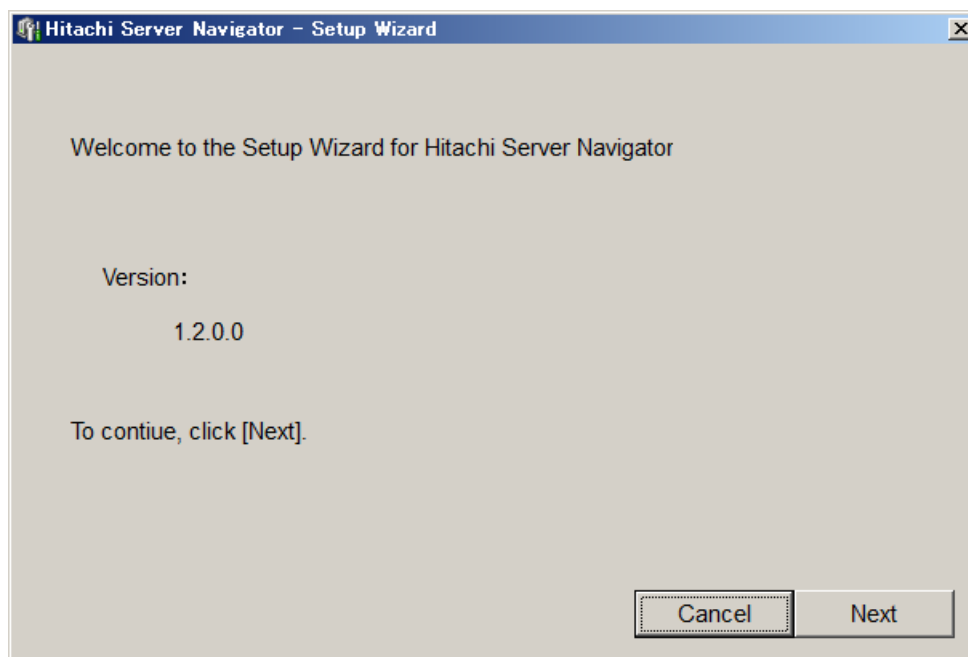 Hitachi Server Navigator - Setup Wizard
Welcome to the Setup Wizard for Hitachi Server Navigator
Version:
1.2.0.0
To contiue, click [Next].
Cancel Next